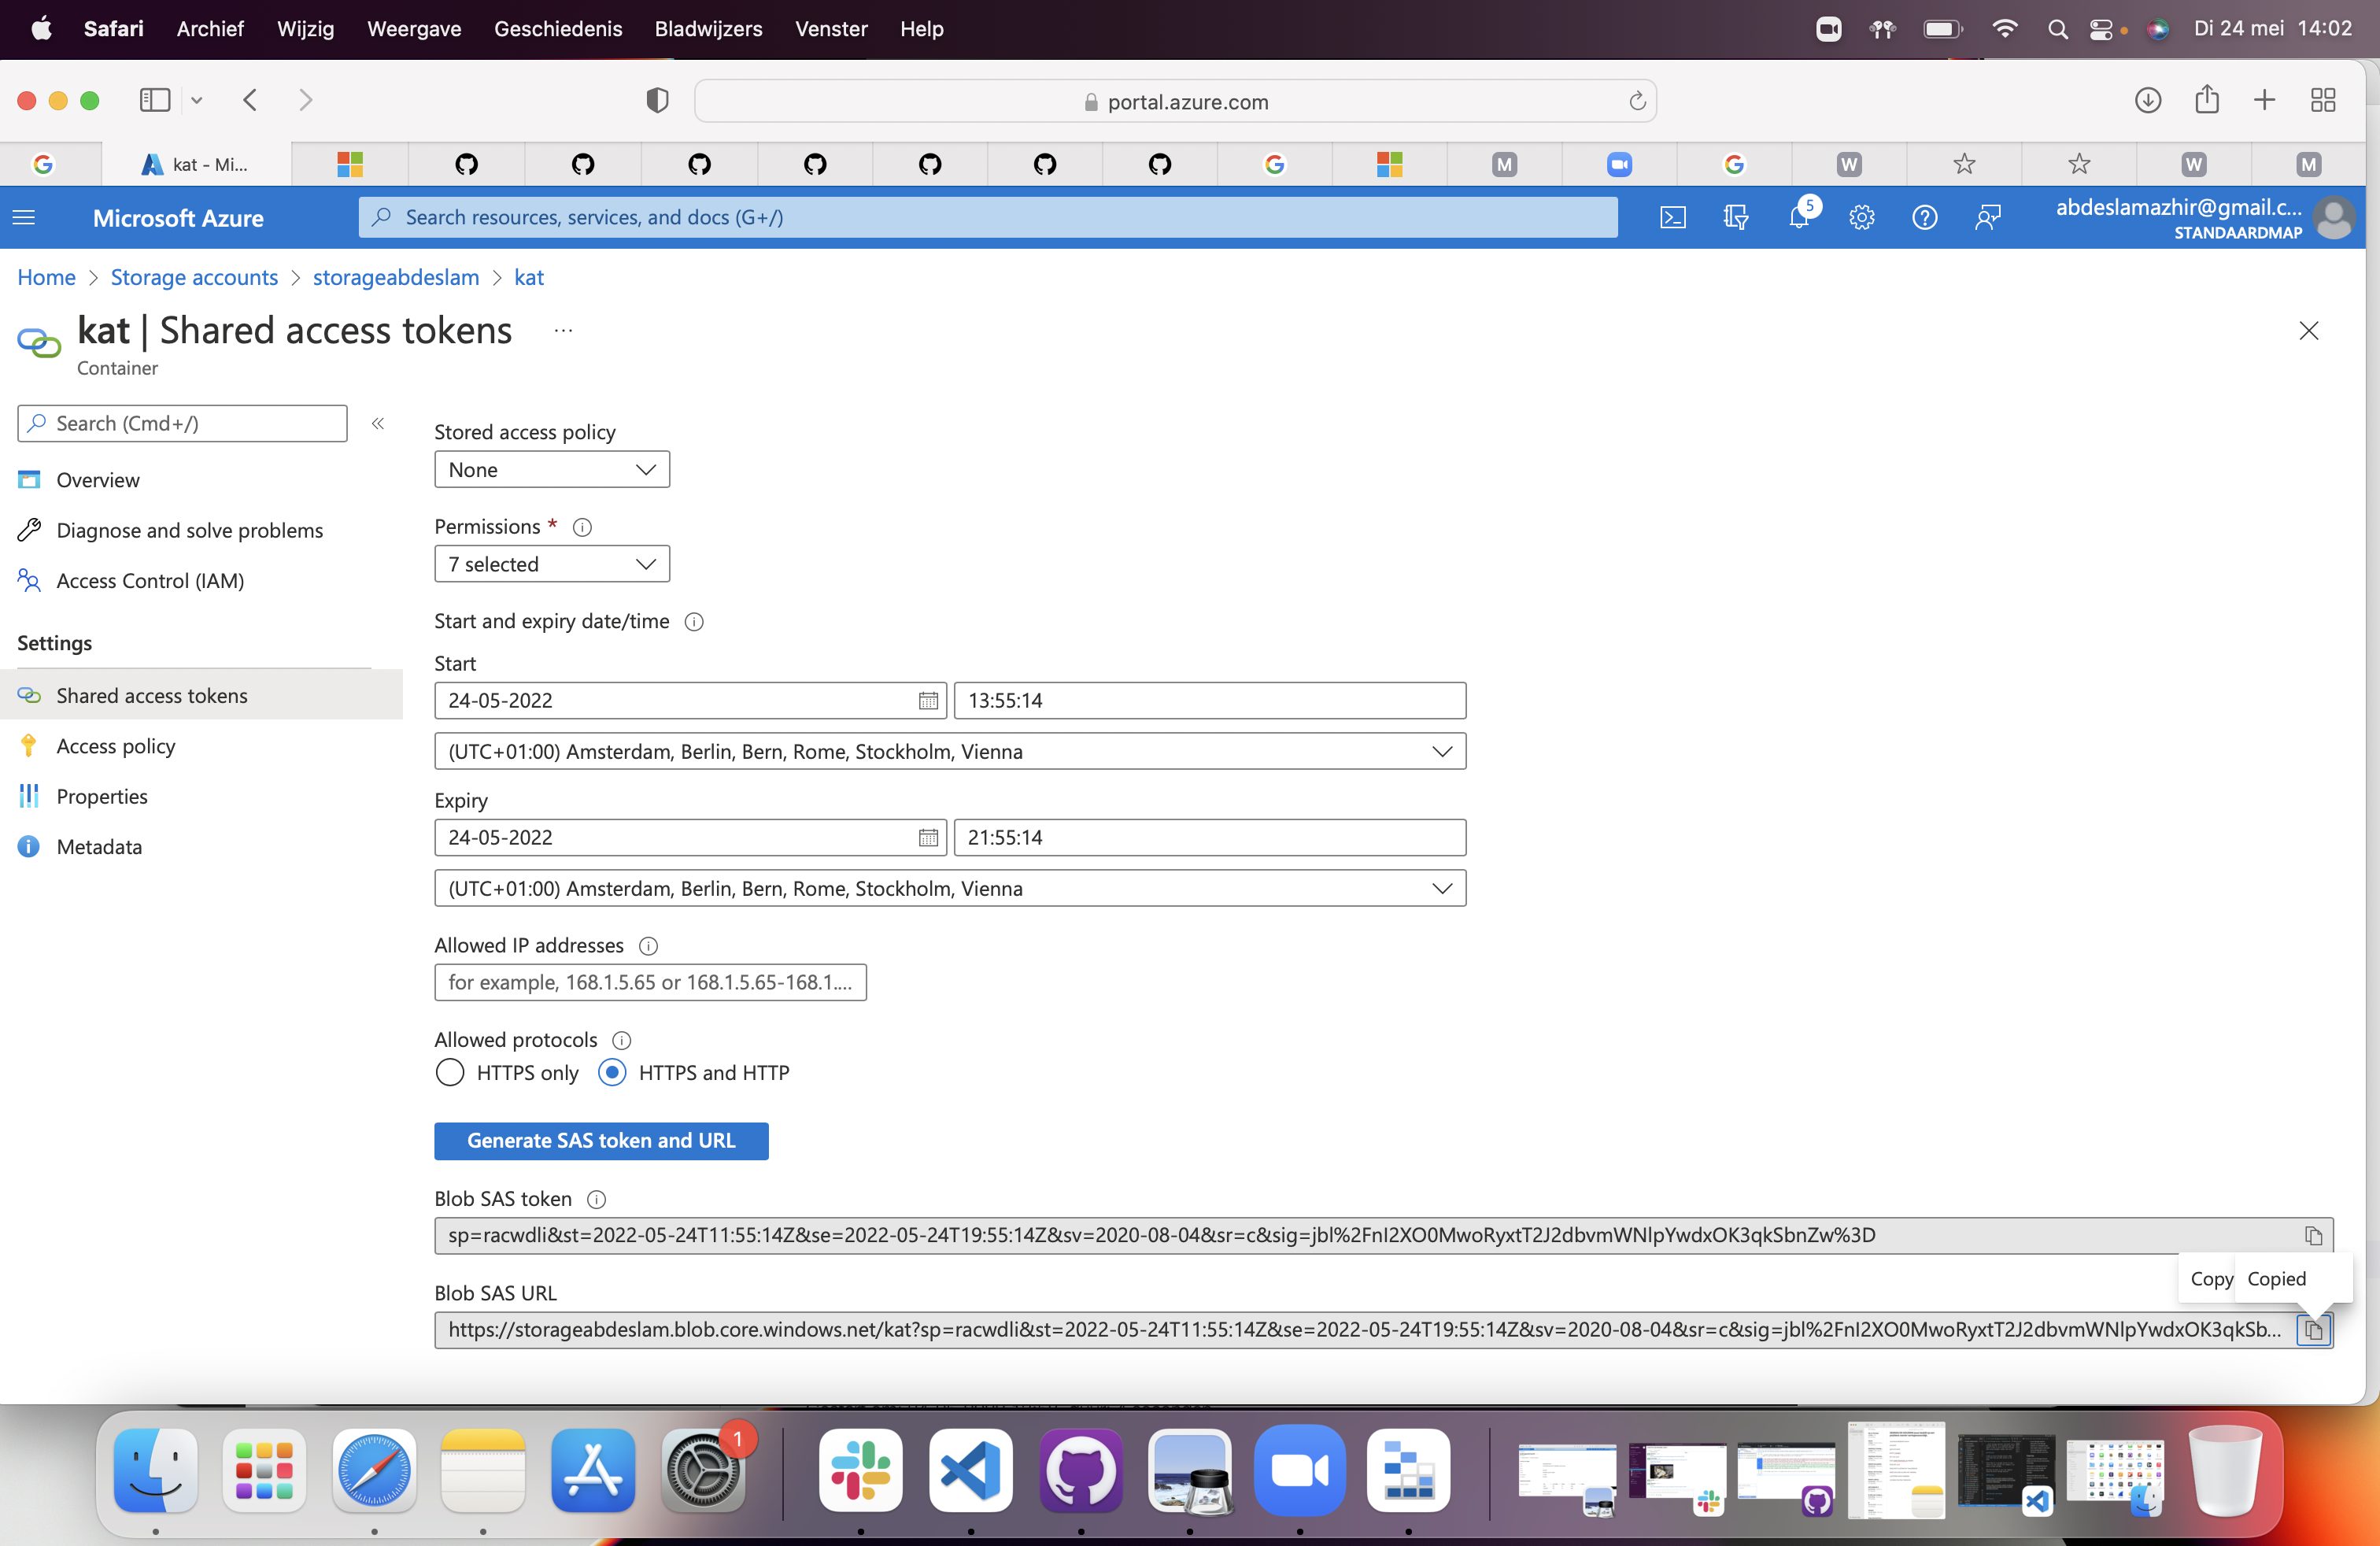 Safari Archief Wijzig Weergave Geschiedenis Bladwijzers Venster Help Di 24 mei 14:02
portal.azure.com
kat - Mi... M W W M
Microsoft Azure Search resources, services, and docs (G+/) 5 abdeslamazhir@gmail.c...
STANDAARDMAP
Home > Storage accounts > storageabdeslam > kat
kat | Shared access tokens ...
Container
Search (Cmd+/) «
Overview
Diagnose and solve problems
Access Control (IAM)
Settings
Shared access tokens
Access policy
Properties
Metadata
Stored access policy
None
Permissions *
7 selected
Start and expiry date/time
Start
24-05-2022 13:55:14
(UTC+01:00) Amsterdam, Berlin, Bern, Rome, Stockholm, Vienna
Expiry
24-05-2022 21:55:14
(UTC+01:00) Amsterdam, Berlin, Bern, Rome, Stockholm, Vienna
Allowed IP addresses
for example, 168.1.5.65 or 168.1.5.65-168.1....
Allowed protocols
HTTPS only HTTPS and HTTP
Generate SAS token and URL
Blob SAS token
sp=racwdli&st=2022-05-24T11:55:14Z&se=2022-05-24T19:55:14Z&sv=2020-08-04&sr=c&sig=jbl%2FnI2XO0MwoRyxtT2J2dbvmWNlpYwdxOK3qkSbnZw%3D
Copy Copied
Blob SAS URL
https://storageabdeslam.blob.core.windows.net/kat?sp=racwdli&st=2022-05-24T11:55:14Z&se=2022-05-24T19:55:14Z&sv=2020-08-04&sr=c&sig=jbl%2FnI2XO0MwoRyxtT2J2dbvmWNlpYwdxOK3qkSb...
1